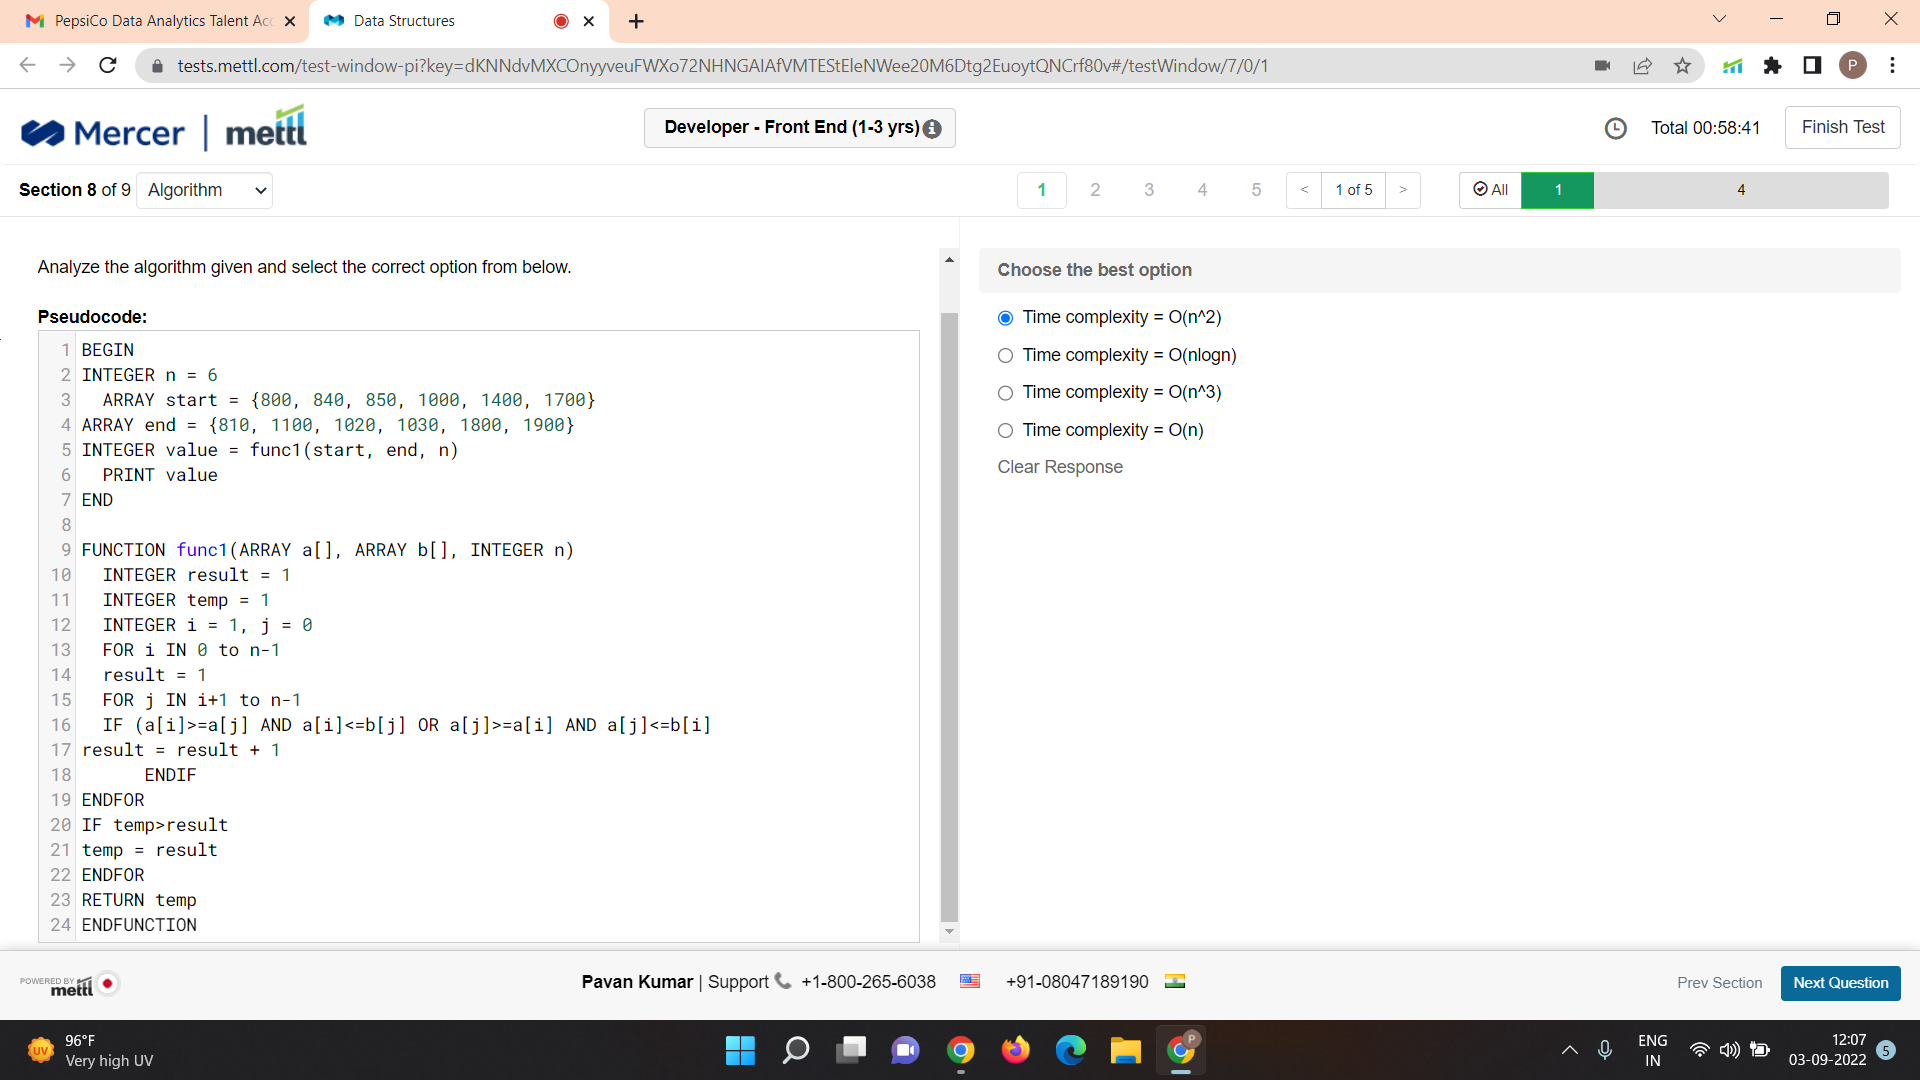 PepsiCo Data Analytics Talent Acc
Data Structures
tests.mettl.com/test-window-pi?key=dKNNdvMXCOnyyveuFWXo72NHNGAIAfVMTEStEleNWee20M6Dtg2EuoytQNCrf80v#/testWindow/7/0/1
P
Mercer | mettl
Developer - Front End (1-3 yrs)
Total 00:58:41
Finish Test
Section 8 of 9
Algorithm
1 2 3 4 5
< 1 of 5 >
All 1 4
Analyze the algorithm given and select the correct option from below.
Pseudocode:
1 BEGIN
2 INTEGER n = 6
3 ARRAY start = {800, 840, 850, 1000, 1400, 1700}
4 ARRAY end = {810, 1100, 1020, 1030, 1800, 1900}
5 INTEGER value = func1(start, end, n)
6 PRINT value
7 END
8
9 FUNCTION func1(ARRAY a[], ARRAY b[], INTEGER n)
10 INTEGER result = 1
11 INTEGER temp = 1
12 INTEGER i = 1, j = 0
13 FOR i IN 0 to n-1
14 result = 1
15 FOR j IN i+1 to n-1
16 IF (a[i]>=a[j] AND a[i]<=b[j] OR a[j]>=a[i] AND a[j]<=b[i]
17 result = result + 1
18 ENDIF
19 ENDFOR
20 IF temp>result
21 temp = result
22 ENDFOR
23 RETURN temp
24 ENDFUNCTION
Choose the best option
Time complexity = O(n^2)
Time complexity = O(nlogn)
Time complexity = O(n^3)
Time complexity = O(n)
Clear Response
POWERED BY
mettl
Pavan Kumar | Support +1-800-265-6038 +91-08047189190
Prev Section
Next Question
UV
96°F
Very high UV
P
ENG
IN
12:07
03-09-2022
5